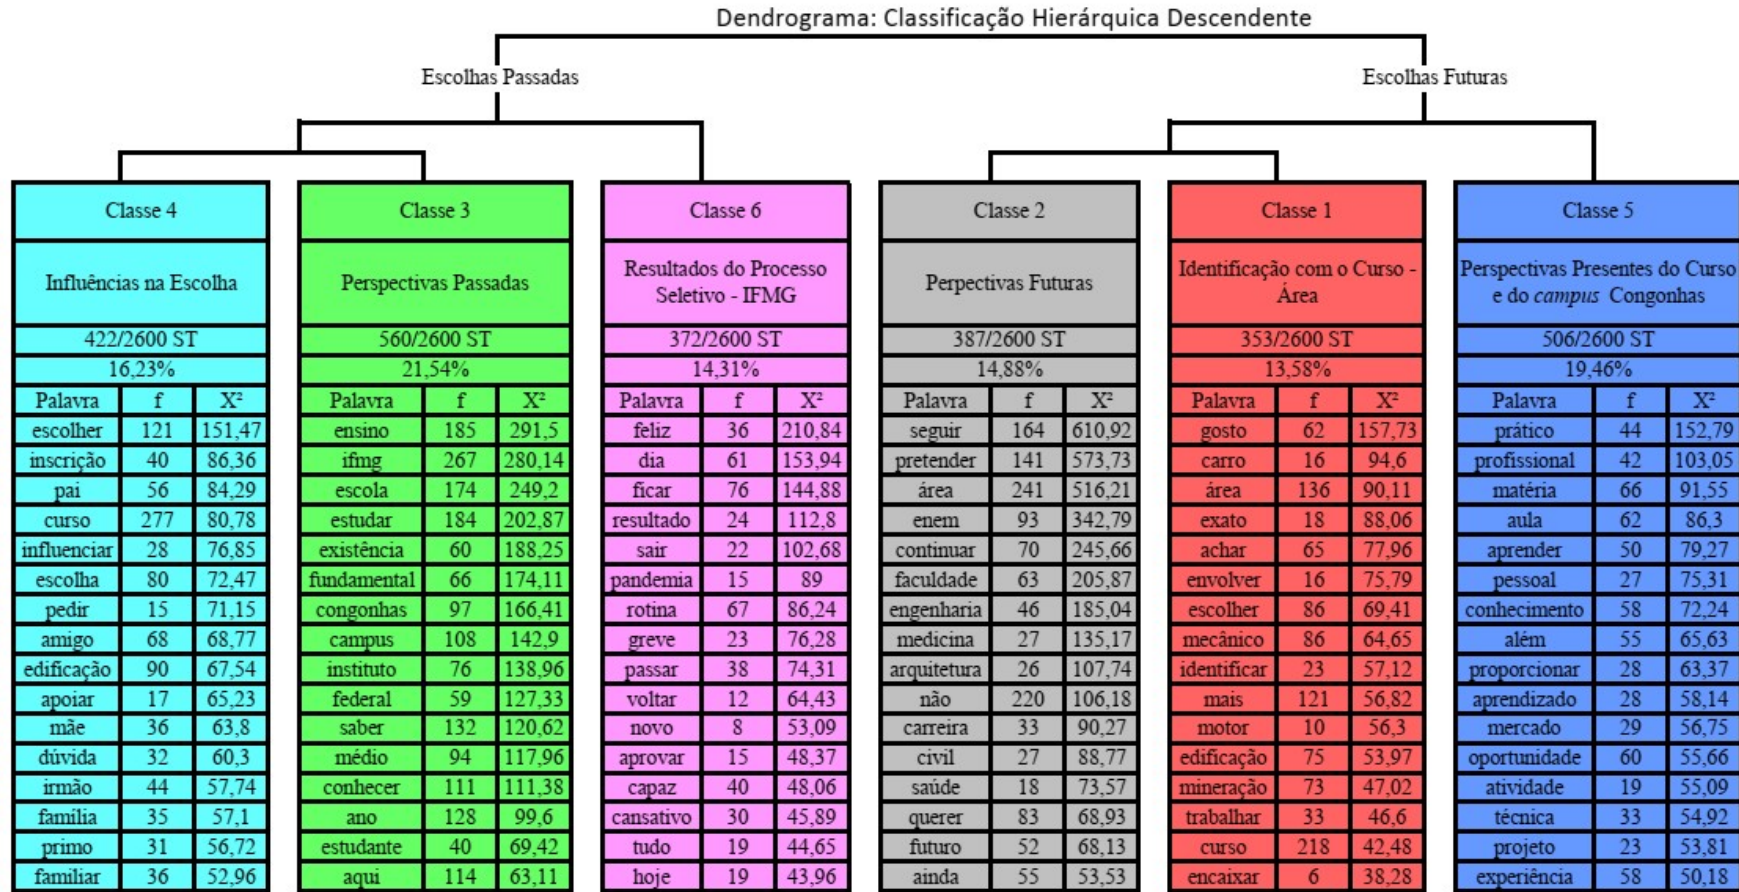 Dendrograma: Classificação Hierárquica Descendente
Escolhas Passadas
Escolhas Futuras
Classe 4
Influências na Escolha
422/2600 ST
16,23%
Palavra f X²
escolher 121 151,47
inscrição 40 86,36
pai 56 84,29
curso 277 80,78
influenciar 28 76,85
escolha 80 72,47
pedir 15 71,15
amigo 68 68,77
edificação 90 67,54
apoiar 17 65,23
mãe 36 63,8
dúvida 32 60,3
irmão 44 57,74
família 35 57,1
primo 31 56,72
familiar 36 52,96
Classe 3
Perspectivas Passadas
560/2600 ST
21,54%
Palavra f X²
ensino 185 291,5
ifmg 267 280,14
escola 174 249,2
estudar 184 202,87
existência 60 188,25
fundamental 66 174,11
congonhas 97 166,41
campus 108 142,9
instituto 76 138,96
federal 59 127,33
saber 132 120,62
médio 94 117,96
conhecer 111 111,38
ano 128 99,6
estudante 40 69,42
aqui 114 63,11
Classe 6
Resultados do Processo
Seletivo - IFMG
372/2600 ST
14,31%
Palavra f X²
feliz 36 210,84
dia 61 153,94
ficar 76 144,88
resultado 24 112,8
sair 22 102,68
pandemia 15 89
rotina 67 86,24
greve 23 76,28
passar 38 74,31
voltar 12 64,43
novo 8 53,09
aprovar 15 48,37
capaz 40 48,06
cansativo 30 45,89
tudo 19 44,65
hoje 19 43,96
Classe 2
Perpectivas Futuras
387/2600 ST
14,88%
Palavra f X²
seguir 164 610,92
pretender 141 573,73
área 241 516,21
enem 93 342,79
continuar 70 245,66
faculdade 63 205,87
engenharia 46 185,04
medicina 27 135,17
arquitetura 26 107,74
não 220 106,18
carreira 33 90,27
civil 27 88,77
saúde 18 73,57
querer 83 68,93
futuro 52 68,13
ainda 55 53,53
Classe 1
Identificação com o Curso -
Área
353/2600 ST
13,58%
Palavra f X²
gosto 62 157,73
carro 16 94,6
área 136 90,11
exato 18 88,06
achar 65 77,96
envolver 16 75,79
escolher 86 69,41
mecânico 86 64,65
identificar 23 57,12
mais 121 56,82
motor 10 56,3
edificação 75 53,97
mineração 73 47,02
trabalhar 33 46,6
curso 218 42,48
encaixar 6 38,28
Classe 5
Perspectivas Presentes do Curso
e do campus Congonhas
506/2600 ST
19,46%
Palavra f X²
prático 44 152,79
profissional 42 103,05
matéria 66 91,55
aula 62 86,3
aprender 50 79,27
pessoal 27 75,31
conhecimento 58 72,24
além 55 65,63
proporcionar 28 63,37
aprendizado 28 58,14
mercado 29 56,75
oportunidade 60 55,66
atividade 19 55,09
técnica 33 54,92
projeto 23 53,81
experiência 58 50,18